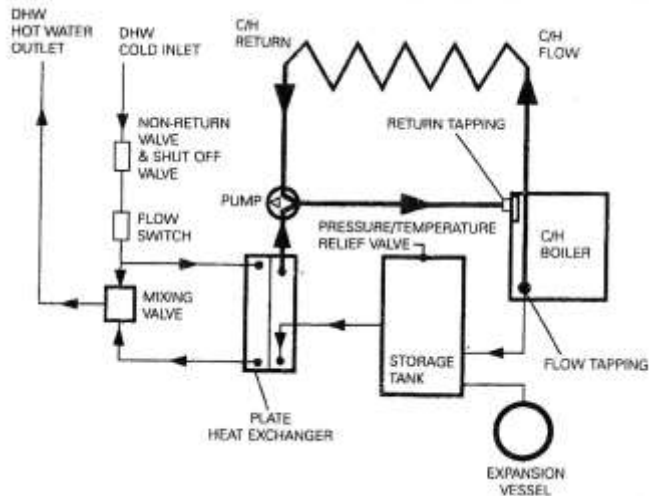 DHW
HOT WATER
OUTLET
DHW
COLD INLET
C/H
RETURN
C/H
FLOW
NON-RETURN
VALVE
& SHUT OFF
VALVE
RETURN TAPPING
PUMP
FLOW
SWITCH
PRESSURE/TEMPERATURE
RELIEF VALVE
C/H
BOILER
MIXING
VALVE
STORAGE
TANK
FLOW TAPPING
PLATE
HEAT EXCHANGER
EXPANSION
VESSEL